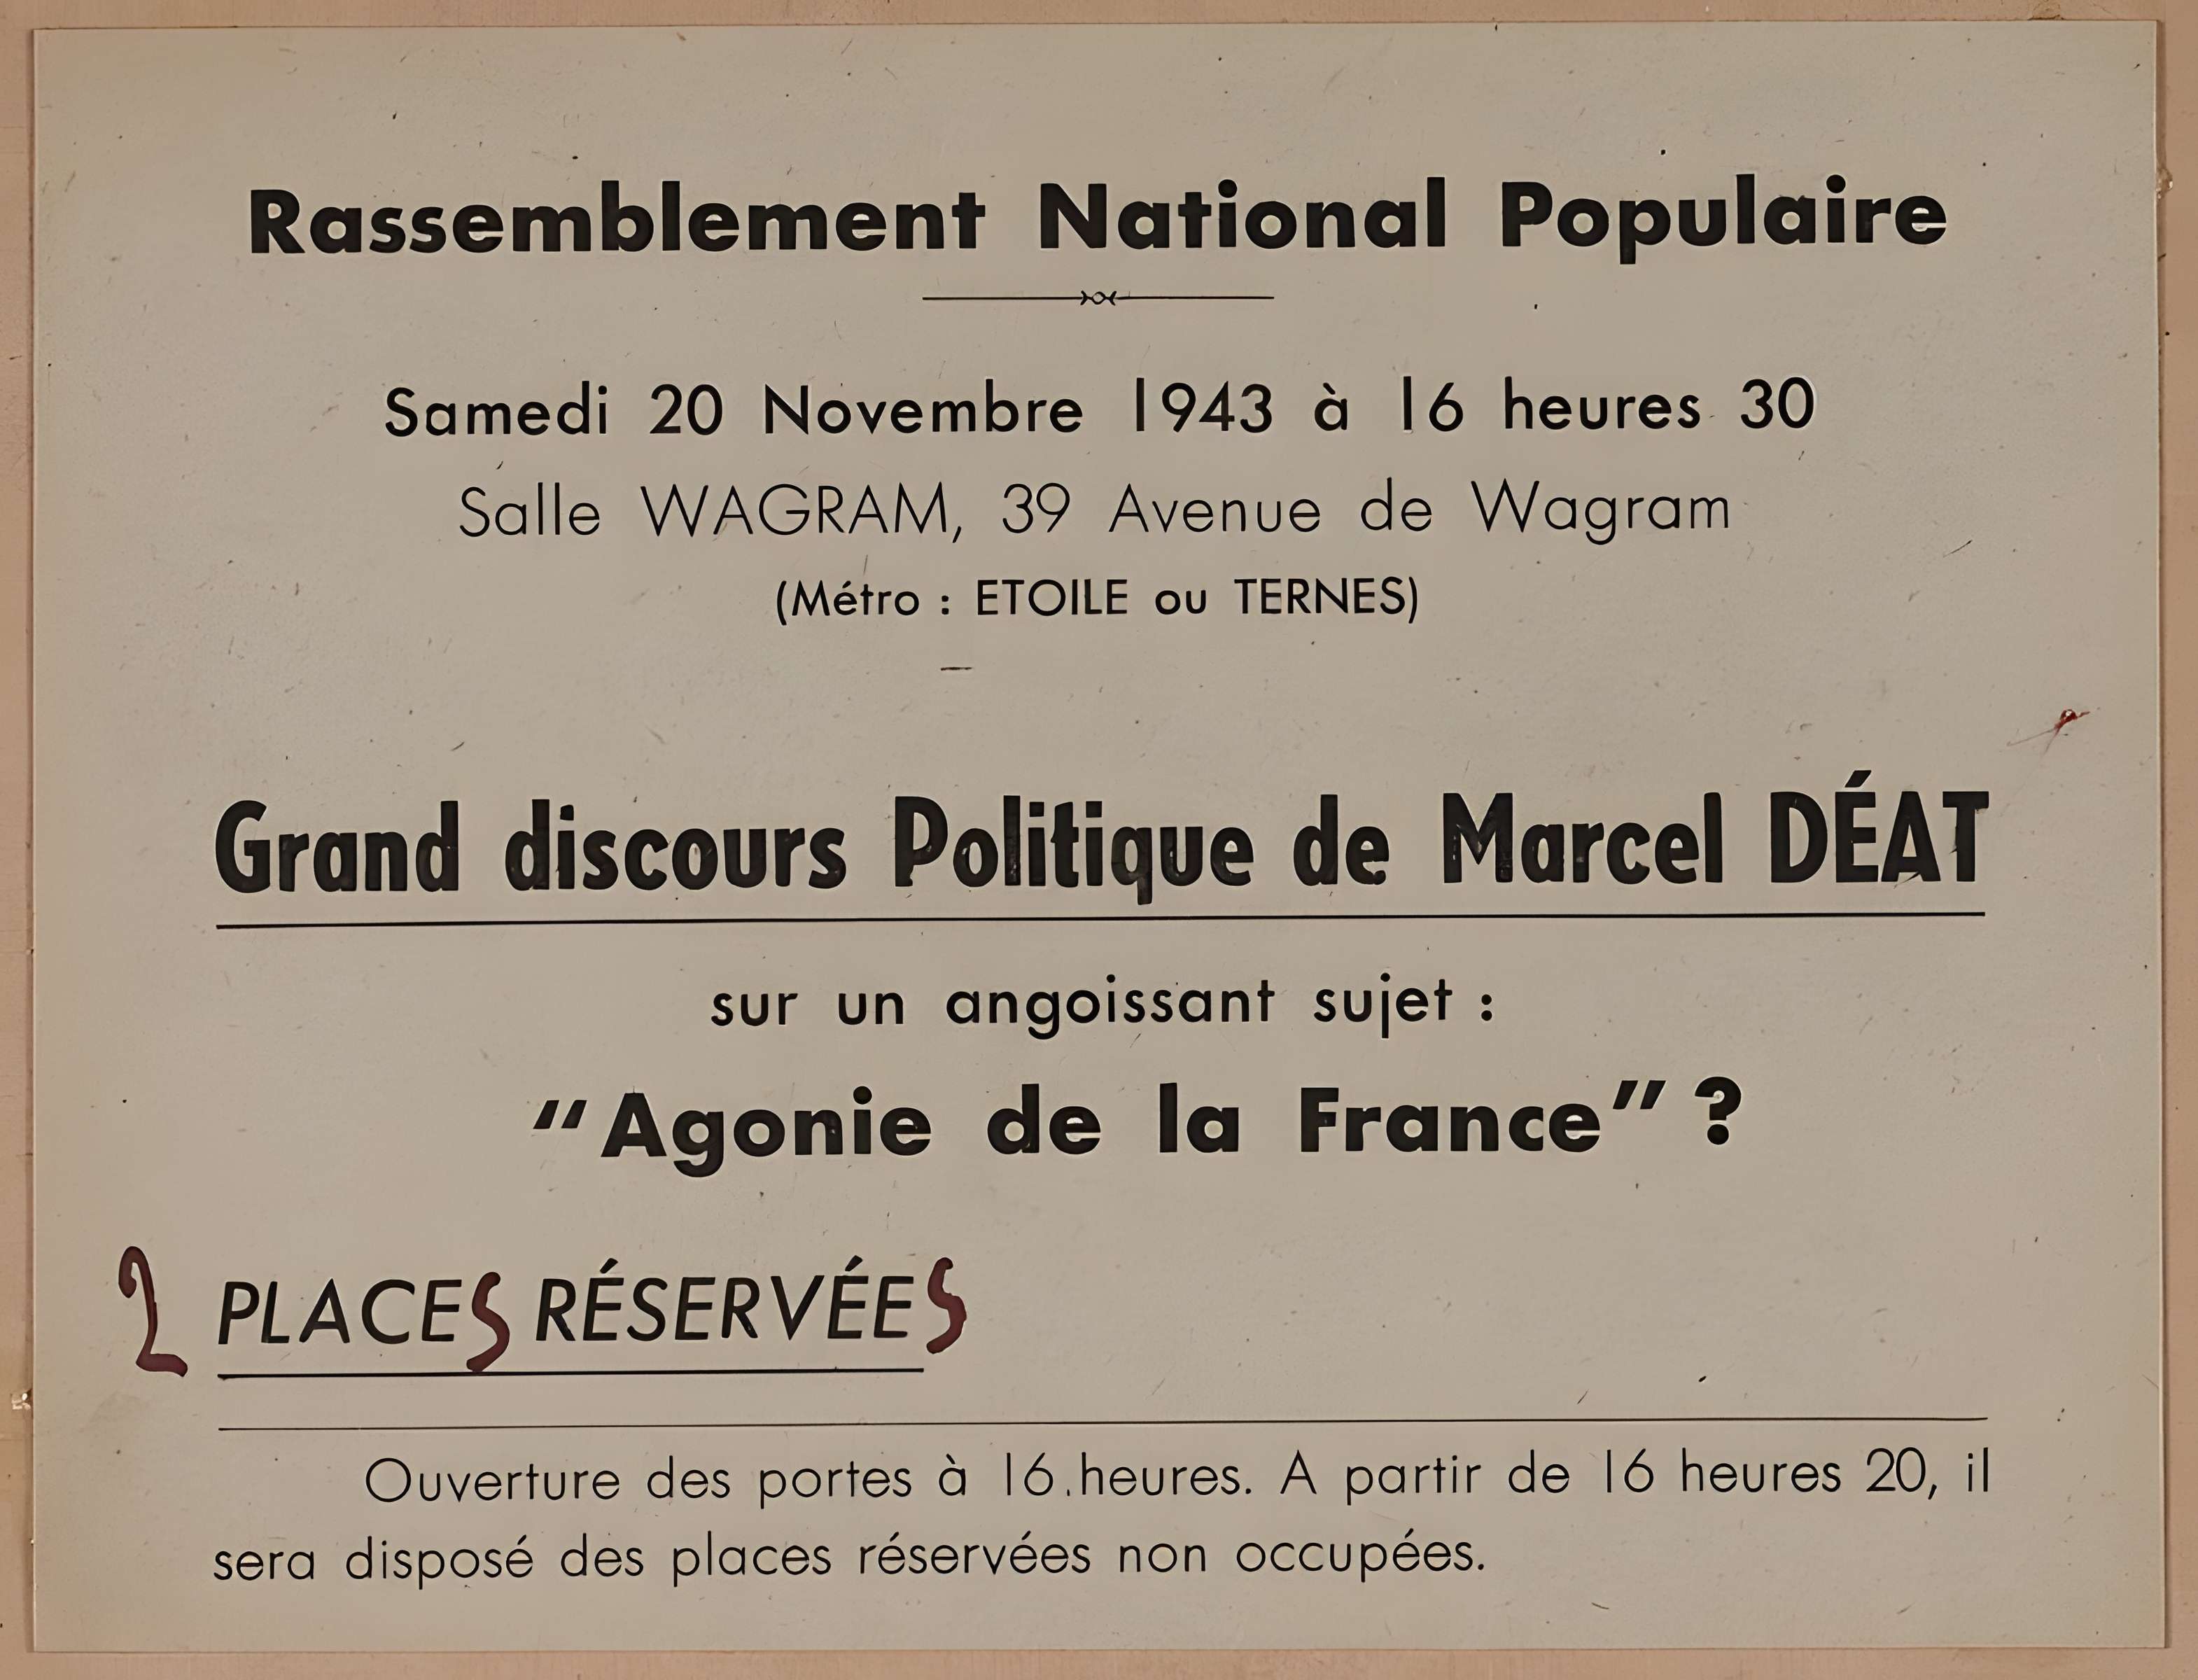 Rassemblement National Populaire
Samedi 20 Novembre 1943 à 16 heures 30
Salle WAGRAM, 39 Avenue de Wagram
(Métro : ETOILE ou TERNES)
Grand discours Politique de Marcel DÉAT
sur un angoissant sujet :
"Agonie de la France" ?
2 PLACES RÉSERVÉES
Ouverture des portes à 16 heures. A partir de 16 heures 20, il
sera disposé des places réservées non occupées.